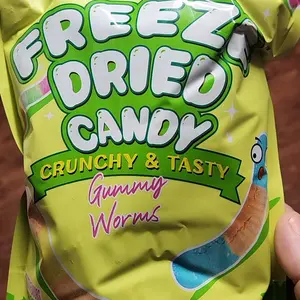 FREEZE
DRIED
CANDY
CRUNCHY & TASTY
Gummy
Worms